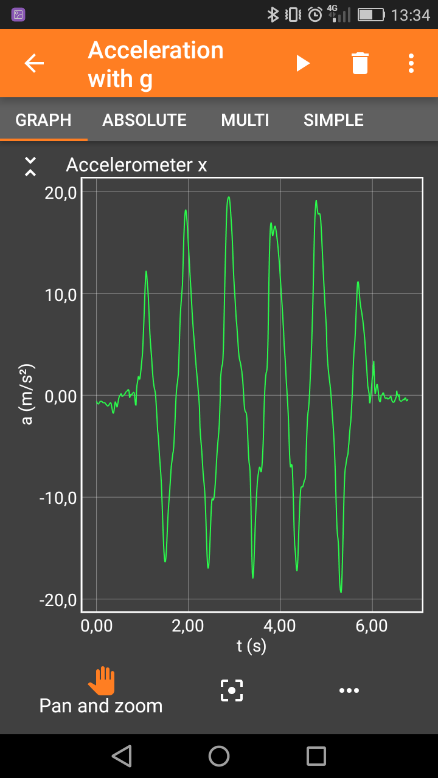 4G 13:34
Acceleration
with g
GRAPH ABSOLUTE MULTI SIMPLE
Accelerometer x
20,0
10,0
0,00
-10,0
-20,0
a (m/s²)
0,00 2,00 4,00 6,00
t (s)
Pan and zoom